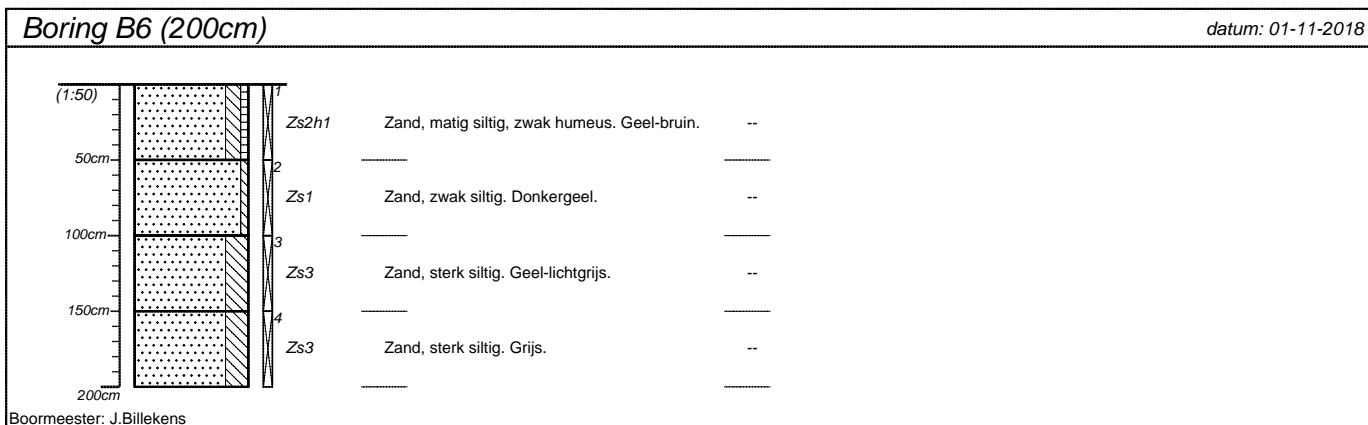 Boring B6 (200cm) datum: 01-11-2018
(1:50) 1
Zs2h1 Zand, matig siltig, zwak humeus. Geel-bruin. --
50cm
2
Zs1 Zand, zwak siltig. Donkergeel. --
100cm
3
Zs3 Zand, sterk siltig. Geel-lichtgrijs. --
150cm
4
Zs3 Zand, sterk siltig. Grijs. --
200cm
Boormeester: J.Billekens